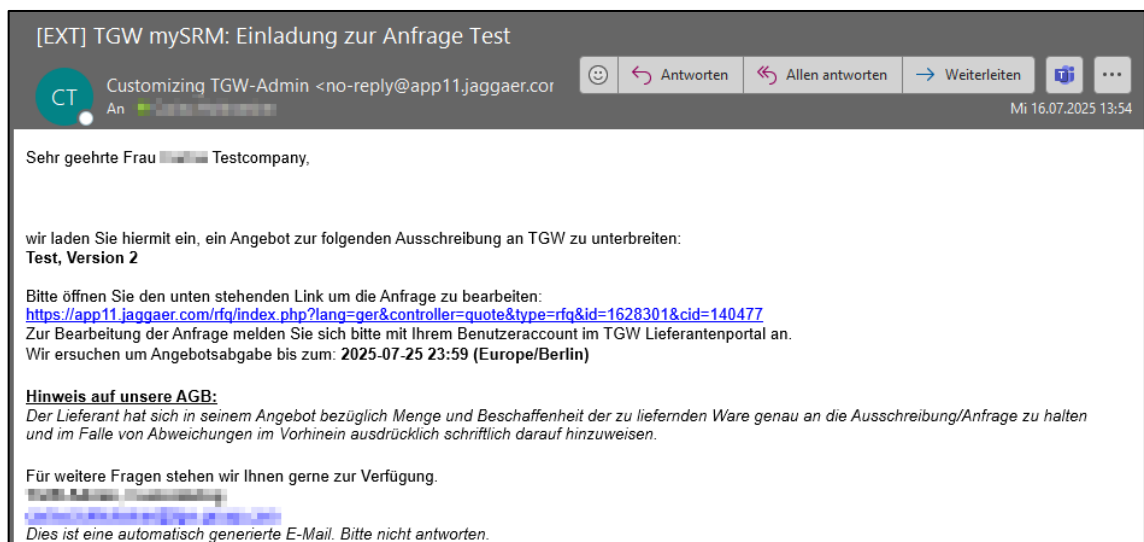 [EXT] TGW mySRM: Einladung zur Anfrage Test
CT
Customizing TGW-Admin <no-reply@app11.jaggaer.cor
Antworten
Allen antworten
Weiterleiten
An
Mi 16.07.2025 13:54
Sehr geehrte Frau Testcompany,
wir laden Sie hiermit ein, ein Angebot zur folgenden Ausschreibung an TGW zu unterbreiten:
Test, Version 2
Bitte öffnen Sie den unten stehenden Link um die Anfrage zu bearbeiten:
https://app11.jaggaer.com/rfq/index.php?lang=ger&controller=quote&type=rfq&id=1628301&cid=140477
Zur Bearbeitung der Anfrage melden Sie sich bitte mit Ihrem Benutzeraccount im TGW Lieferantenportal an.
Wir ersuchen um Angebotsabgabe bis zum: 2025-07-25 23:59 (Europe/Berlin)
Hinweis auf unsere AGB:
Der Lieferant hat sich in seinem Angebot bezüglich Menge und Beschaffenheit der zu liefernden Ware genau an die Ausschreibung/Anfrage zu halten
und im Falle von Abweichungen im Vorhinein ausdrücklich schriftlich darauf hinzuweisen.
Für weitere Fragen stehen wir Ihnen gerne zur Verfügung.
Dies ist eine automatisch generierte E-Mail. Bitte nicht antworten.